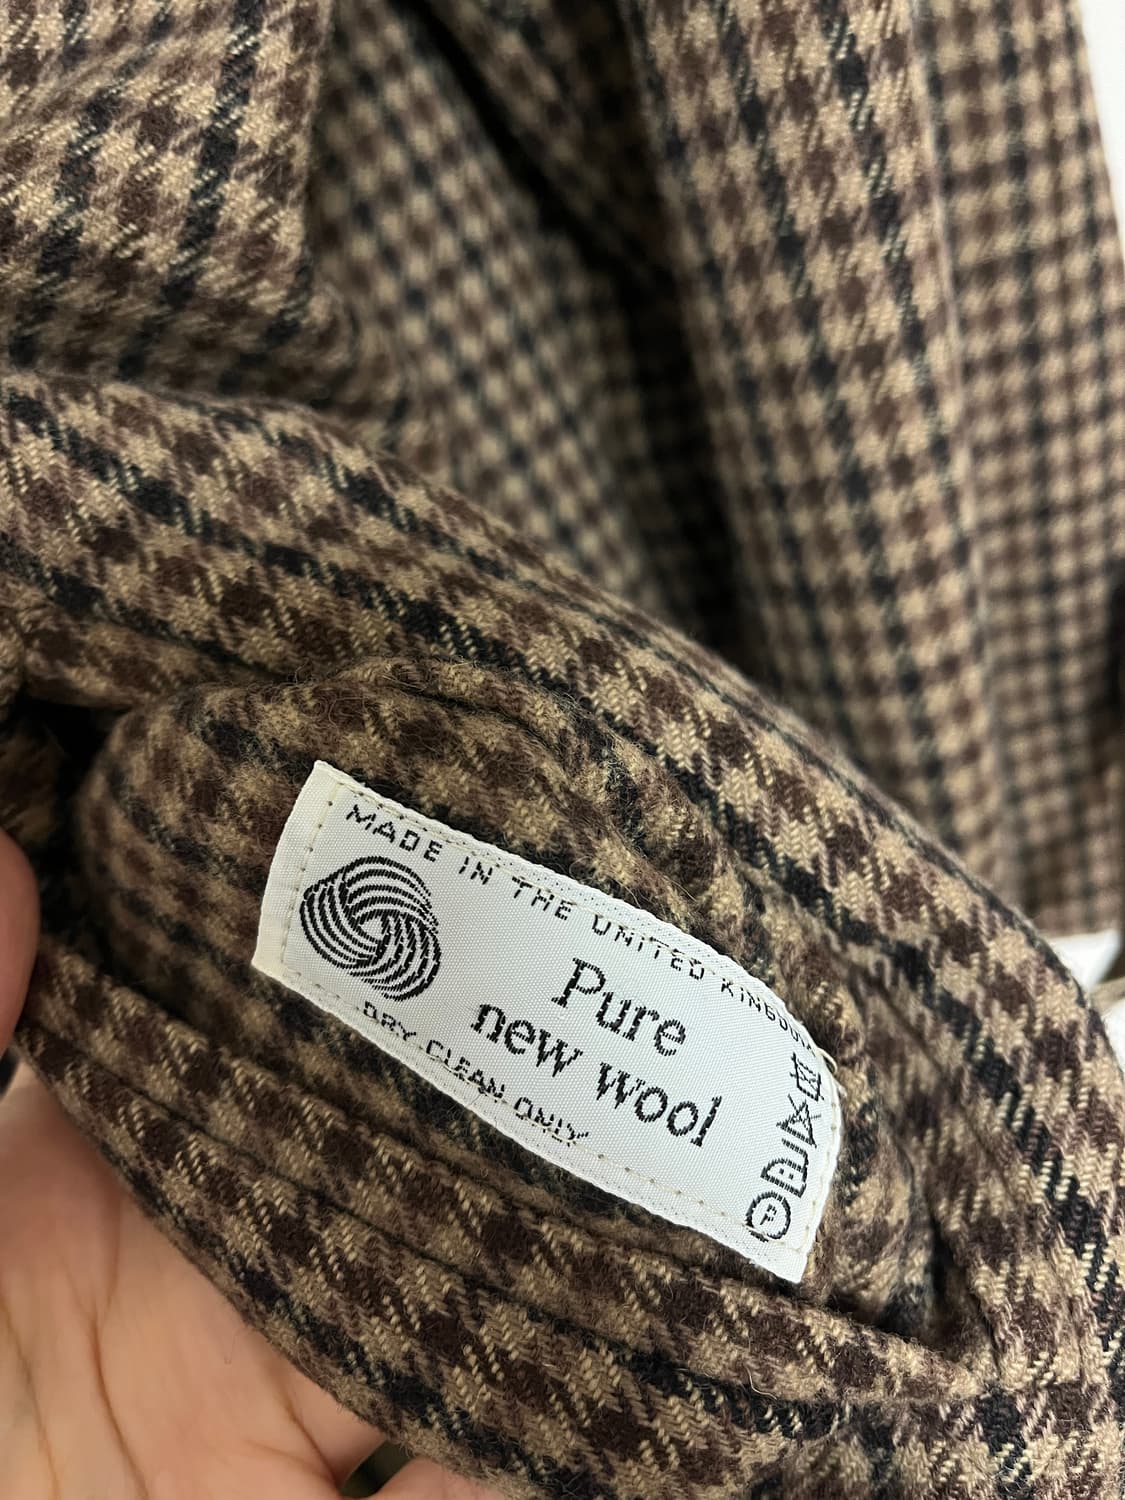 MADE IN THE UNITED KINGDOM
Pure
new wool
DRY CLEAN ONLY
P